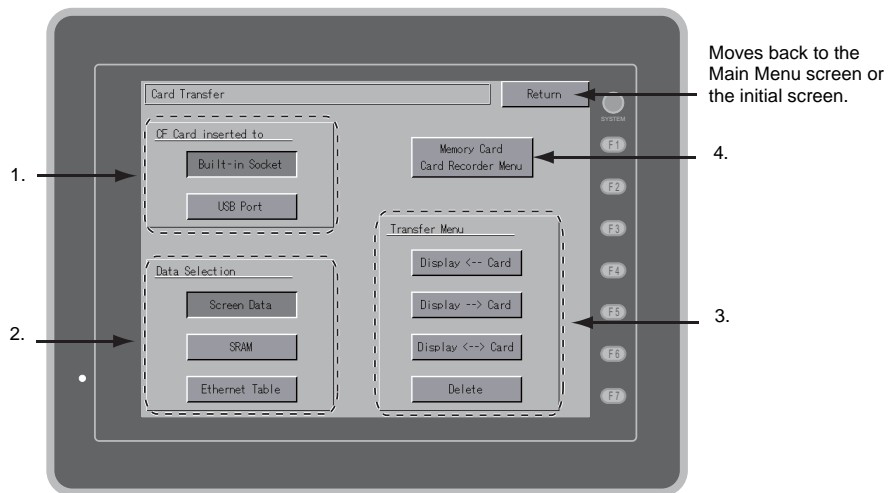 Moves back to the
Main Menu screen or
the initial screen.
Card Transfer
Return
SYSTEM
CF Card inserted to
Built-in Socket
USB Port
1.
Memory Card
Card Recorder Menu
4.
F1
F2
F3
F4
F5
F6
F7
Data Selection
Screen Data
SRAM
Ethernet Table
2.
Transfer Menu
Display <-- Card
Display --> Card
Display <--> Card
Delete
3.